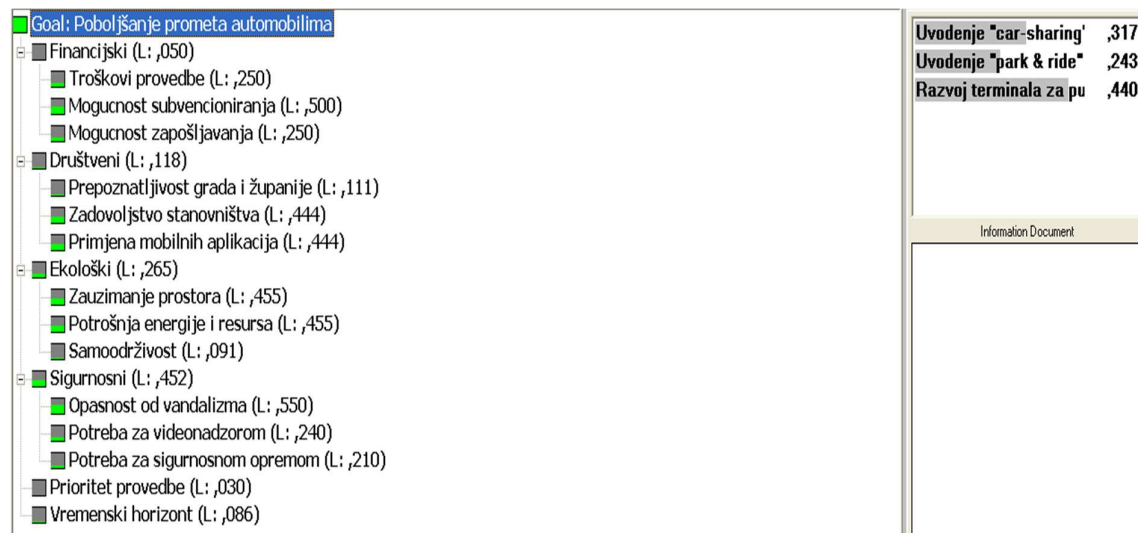 Goal: Poboljšanje prometa automobilima
Financijski (L: ,050)
Troškovi provedbe (L: ,250)
Mogucnost subvencioniranja (L: ,500)
Mogucnost zapošljavanja (L: ,250)
Društveni (L: ,118)
Prepoznatljivost grada i županije (L: ,111)
Zadovoljstvo stanovništva (L: ,444)
Primjena mobilnih aplikacija (L: ,444)
Ekološki (L: ,265)
Zauzimanje prostora (L: ,455)
Potrošnja energije i resursa (L: ,455)
Samoodrživost (L: ,091)
Sigurnosni (L: ,452)
Opasnost od vandalizma (L: ,550)
Potreba za videonadzorom (L: ,240)
Potreba za sigurnosnom opremom (L: ,210)
Prioritet provedbe (L: ,030)
Vremenski horizont (L: ,086)
Uvodenje "car-sharing' ,317
Uvodenje "park & ride" ,243
Razvoj terminala za pu ,440
Information Document